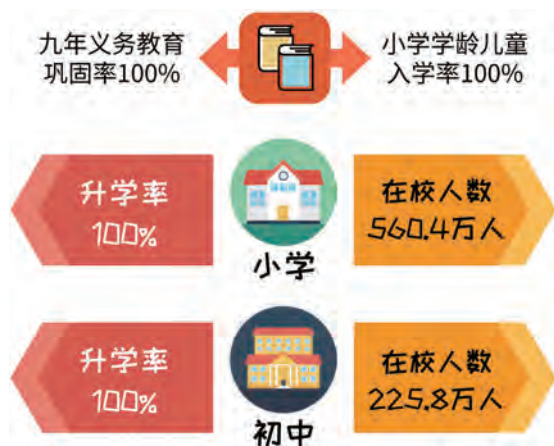 九年义务教育
巩固率100%
小学学龄儿童
入学率100%
升学率
100%
小学
在校人数
560.4万人
升学率
100%
初中
在校人数
225.8万人